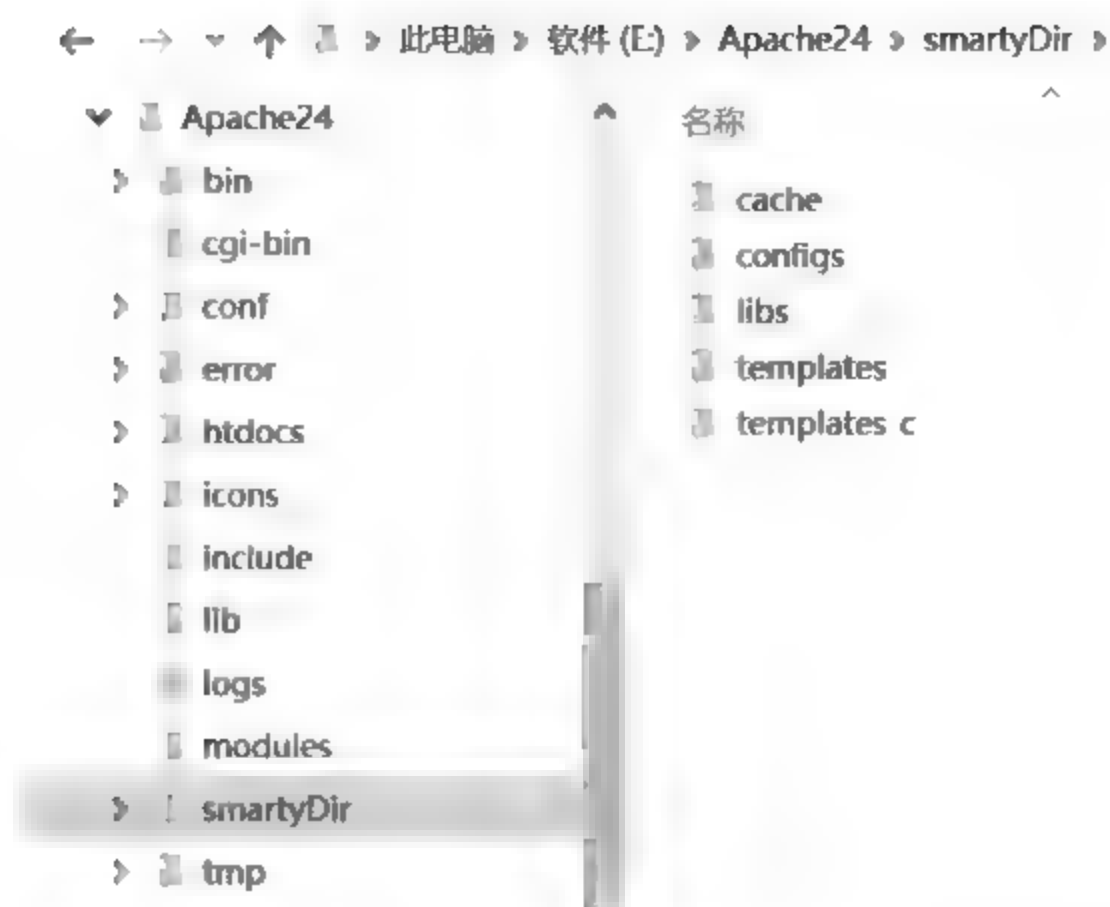 此电脑 > 软件 (E:) > Apache24 > smartyDir >
Apache24
bin
cgi-bin
conf
error
htdocs
icons
include
lib
logs
modules
smartyDir
tmp
名称
cache
configs
libs
templates
templates c